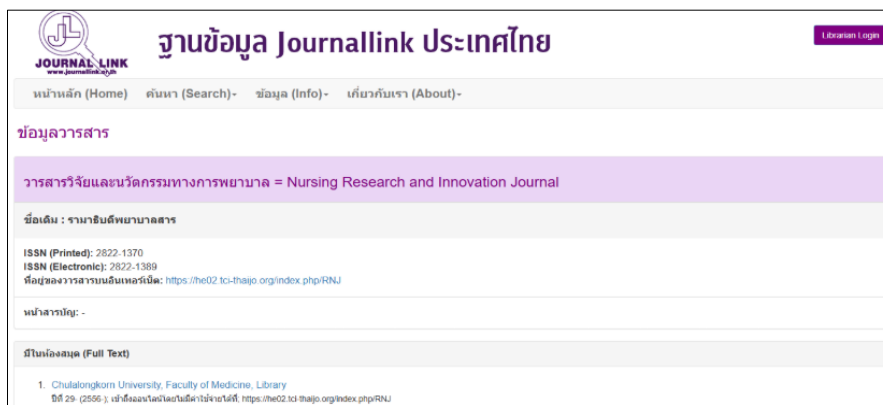 JL
JOURNAL LINK
www.journallink.or.th
ฐานข้อมูล Journallink ประเทศไทย
Librarian Login
หน้าหลัก (Home) ค้นหา (Search) ข้อมูล (Info) เกี่ยวกับเรา (About)
ข้อมูลวารสาร
วารสารวิจัยและนวัตกรรมทางการพยาบาล = Nursing Research and Innovation Journal
ชื่อเดิม : รามาธิบดีพยาบาลสาร
ISSN (Printed): 2822-1370
ISSN (Electronic): 2822-1389
ที่อยู่ของวารสารบนอินเทอร์เน็ต: https://he02.tci-thaijo.org/index.php/RNJ
หน้าสารบัญ: -
มีในห้องสมุด (Full Text)
1. Chulalongkorn University, Faculty of Medicine, Library
ปีที่ 29- (2556-); เข้าถึงออนไลน์โดยไม่มีค่าใช้จ่ายได้ที่; https://he02.tci-thaijo.org/index.php/RNJ